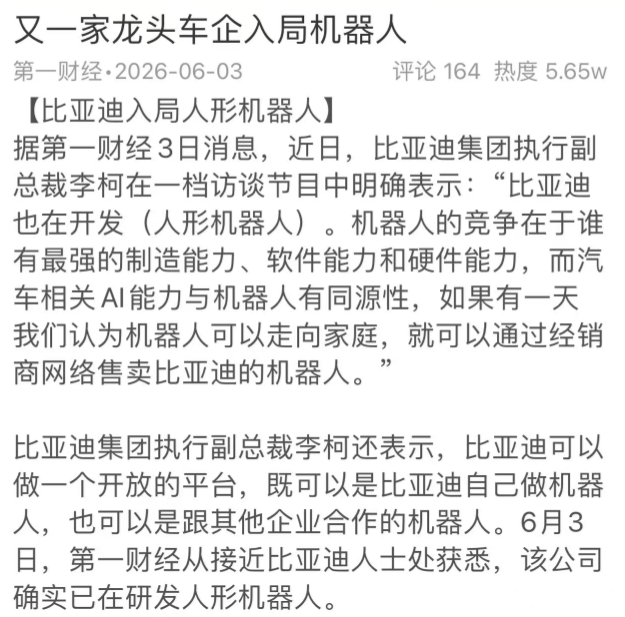 又一家龙头车企入局机器人
第一财经•2026-06-03 评论 164 热度 5.65w
【比亚迪入局人形机器人】
据第一财经3日消息，近日，比亚迪集团执行副
总裁李柯在一档访谈节目中明确表示：“比亚迪
也在开发（人形机器人）。机器人的竞争在于谁
有最强的制造能力、软件能力和硬件能力，而汽
车相关AI能力与机器人有同源性，如果有一天
我们认为机器人可以走向家庭，就可以通过经销
商网络售卖比亚迪的机器人。”
比亚迪集团执行副总裁李柯还表示，比亚迪可以
做一个开放的平台，既可以是比亚迪自己做机器
人，也可以是跟其他企业合作的机器人。6月3
日，第一财经从接近比亚迪人士处获悉，该公司
确实已在研发人形机器人。